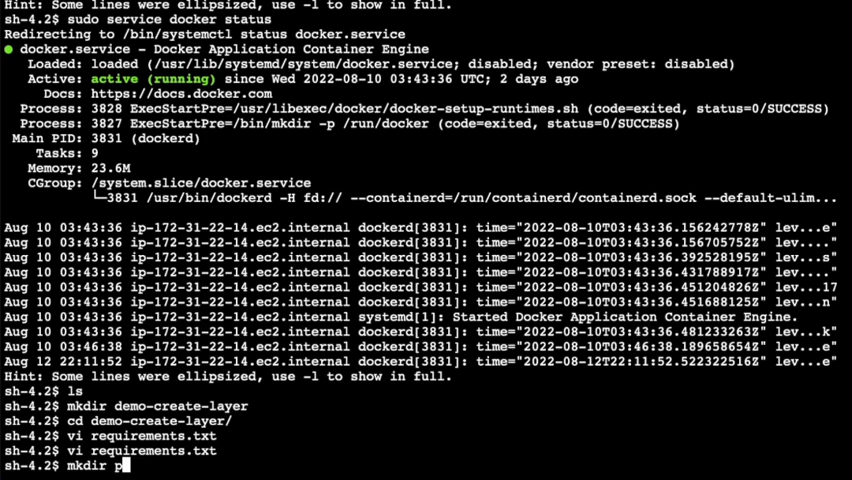 Hint: Some lines were ellipsized, use -l to show in full.
sh-4.2$ sudo service docker status
Redirecting to /bin/systemctl status docker.service
● docker.service - Docker Application Container Engine
Loaded: loaded (/usr/lib/systemd/system/docker.service; disabled; vendor preset: disabled)
Active: active (running) since Wed 2022-08-10 03:43:36 UTC; 2 days ago
Docs: https://docs.docker.com
Process: 3828 ExecStartPre=/usr/libexec/docker/docker-setup-runtimes.sh (code=exited, status=0/SUCCESS)
Process: 3827 ExecStartPre=/bin/mkdir -p /run/docker (code=exited, status=0/SUCCESS)
Main PID: 3831 (dockerd)
Tasks: 9
Memory: 23.6M
CGroup: /system.slice/docker.service
└─3831 /usr/bin/dockerd -H fd:// --containerd=/run/containerd/containerd.sock --default-ulim...
Aug 10 03:43:36 ip-172-31-22-14.ec2.internal dockerd[3831]: time="2022-08-10T03:43:36.156242778Z" lev...e"
Aug 10 03:43:36 ip-172-31-22-14.ec2.internal dockerd[3831]: time="2022-08-10T03:43:36.156705752Z" lev..."
Aug 10 03:43:36 ip-172-31-22-14.ec2.internal dockerd[3831]: time="2022-08-10T03:43:36.392528195Z" lev...s"
Aug 10 03:43:36 ip-172-31-22-14.ec2.internal dockerd[3831]: time="2022-08-10T03:43:36.431788917Z" lev..."
Aug 10 03:43:36 ip-172-31-22-14.ec2.internal dockerd[3831]: time="2022-08-10T03:43:36.451204826Z" lev...17
Aug 10 03:43:36 ip-172-31-22-14.ec2.internal dockerd[3831]: time="2022-08-10T03:43:36.451688125Z" lev...n"
Aug 10 03:43:36 ip-172-31-22-14.ec2.internal systemd[1]: Started Docker Application Container Engine.
Aug 10 03:43:36 ip-172-31-22-14.ec2.internal dockerd[3831]: time="2022-08-10T03:43:36.481233263Z" lev...k"
Aug 10 03:46:38 ip-172-31-22-14.ec2.internal dockerd[3831]: time="2022-08-10T03:46:38.189658654Z" lev...e"
Aug 12 22:11:52 ip-172-31-22-14.ec2.internal dockerd[3831]: time="2022-08-12T22:11:52.522322516Z" lev...e"
Hint: Some lines were ellipsized, use -l to show in full.
sh-4.2$ ls
sh-4.2$ mkdir demo-create-layer
sh-4.2$ cd demo-create-layer/
sh-4.2$ vi requirements.txt
sh-4.2$ vi requirements.txt
sh-4.2$ mkdir p